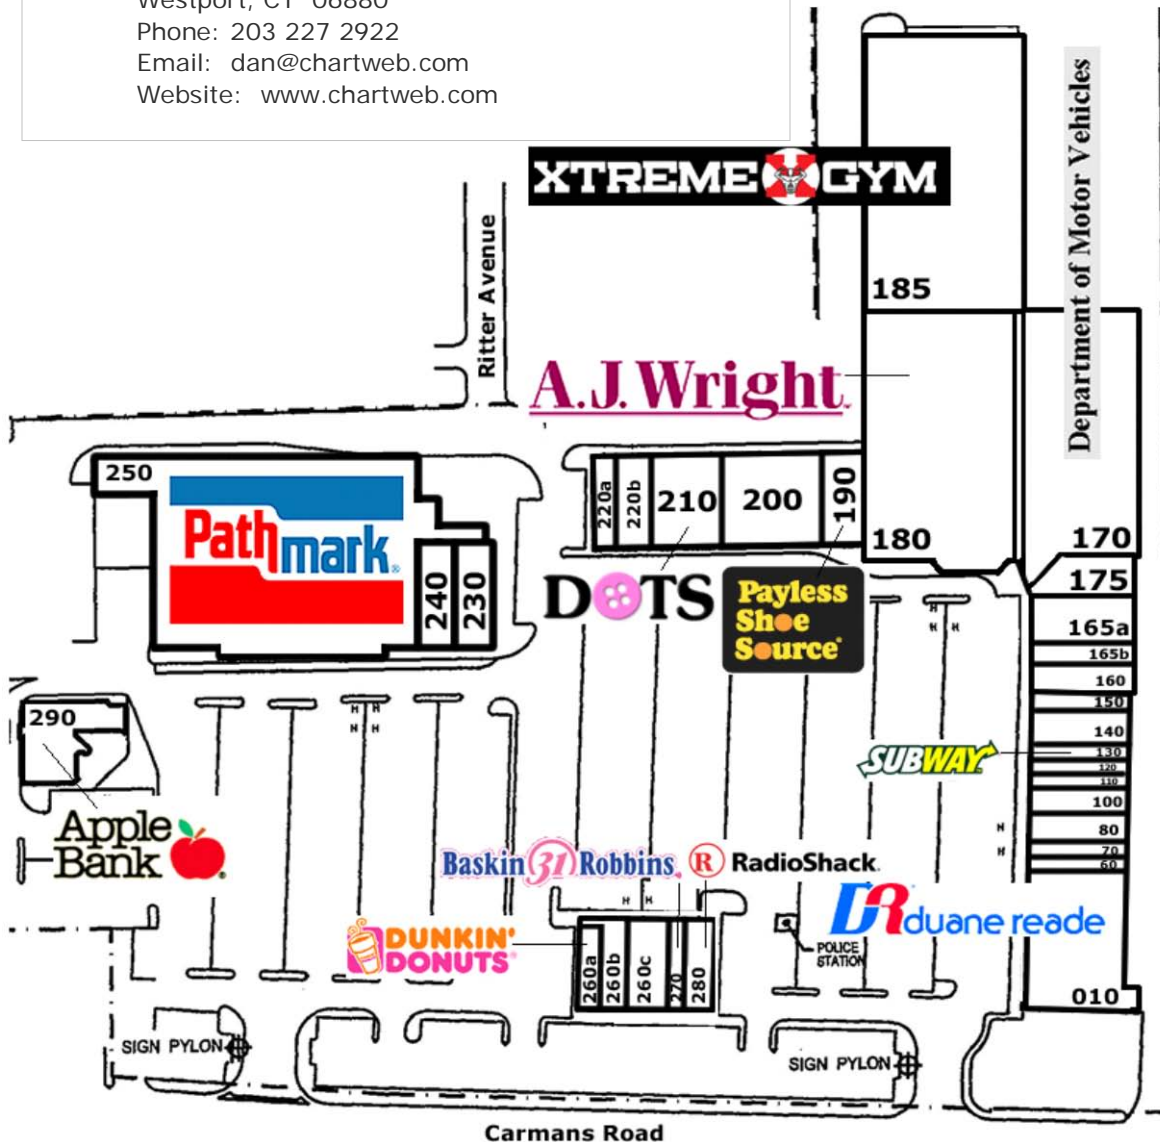 Westport, CT 06880
Phone: 203 227 2922
Email: dan@chartweb.com
Website: www.chartweb.com
XTREME X GYM
Department of Motor Vehicles
185
Ritter Avenue
A.J. Wright
250
Pathmark
240
230
220a
220b
210
200
190
180
170
175
DOTS
Payless
Shoe
Source
165a
165b
160
150
140
130
120
110
100
80
70
60
290
SUBWAY
Apple
Bank
Baskin 31 Robbins
R RadioShack
DR duane reade
DUNKIN'
DONUTS
260a
260b
260c
270
280
POLICE
STATION
010
SIGN PYLON
SIGN PYLON
Carmans Road